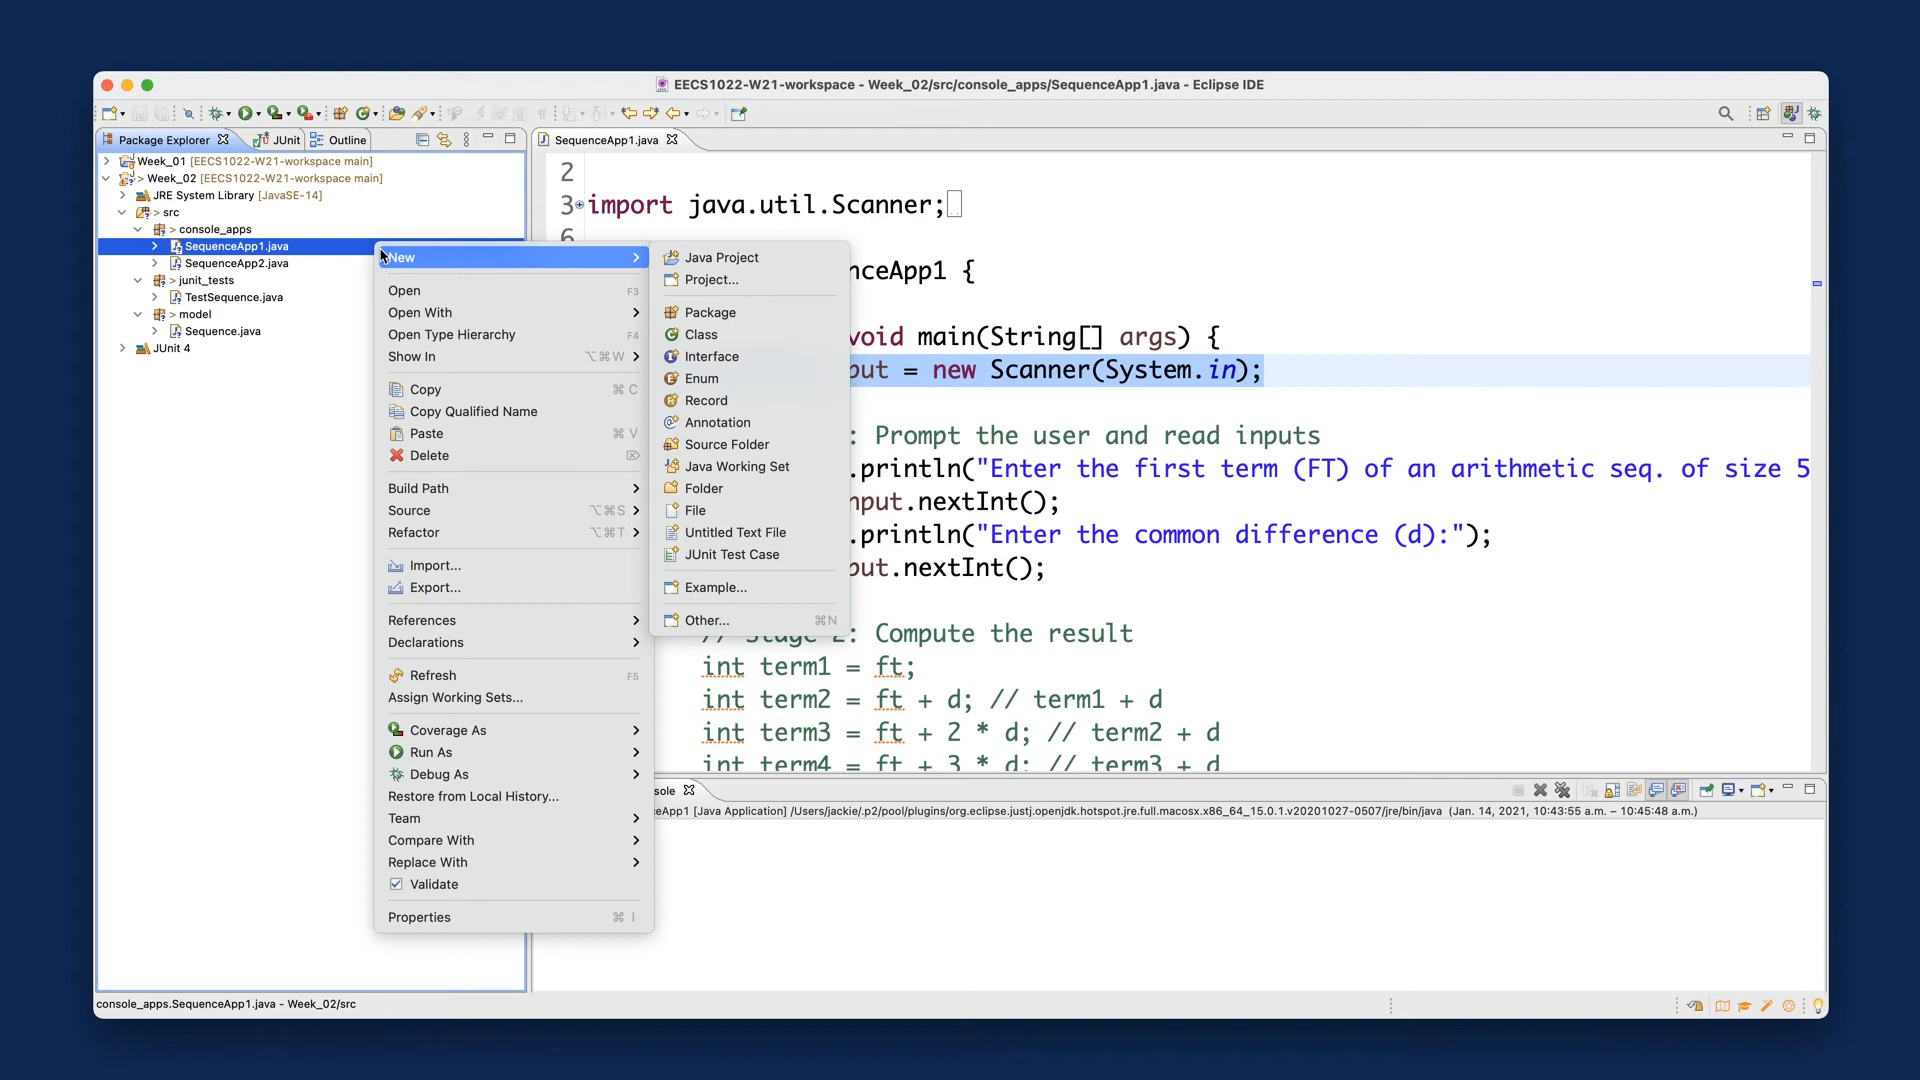 EECS1022-W21-workspace - Week_02/src/console_apps/SequenceApp1.java - Eclipse IDE
Package Explorer
JUnit
Outline
SequenceApp1.java
Week_01 [EECS1022-W21-workspace main]
> Week_02 [EECS1022-W21-workspace main]
JRE System Library [JavaSE-14]
> src
> console_apps
SequenceApp1.java
SequenceApp2.java
> junit_tests
TestSequence.java
> model
Sequence.java
JUnit 4
New
Open F3
Open With
Open Type Hierarchy F4
Show In ⌥⌘W
Copy ⌘ C
Copy Qualified Name
Paste ⌘ V
Delete ⌦
Build Path
Source ⌥⌘S
Refactor ⌥⌘T
Import...
Export...
References
Declarations
Refresh F5
Assign Working Sets...
Coverage As
Run As
Debug As
Restore from Local History...
Team
Compare With
Replace With
Validate
Properties ⌘ I
Java Project
Project...
Package
Class
Interface
Enum
Record
Annotation
Source Folder
Java Working Set
Folder
File
Untitled Text File
JUnit Test Case
Example...
Other... ⌘N
2
3 import java.util.Scanner;
6
nceApp1 {
void main(String[] args) {
put = new Scanner(System.in);
: Prompt the user and read inputs
.println("Enter the first term (FT) of an arithmetic seq. of size 5
nput.nextInt();
.println("Enter the common difference (d):");
put.nextInt();
// Stage 2: Compute the result
int term1 = ft;
int term2 = ft + d; // term1 + d
int term3 = ft + 2 * d; // term2 + d
int term4 = ft + 3 * d; // term3 + d
sole
eApp1 [Java Application] /Users/jackie/.p2/pool/plugins/org.eclipse.justj.openjdk.hotspot.jre.full.macosx.x86_64_15.0.1.v20201027-0507/jre/bin/java (Jan. 14, 2021, 10:43:55 a.m. – 10:45:48 a.m.)
console_apps.SequenceApp1.java - Week_02/src